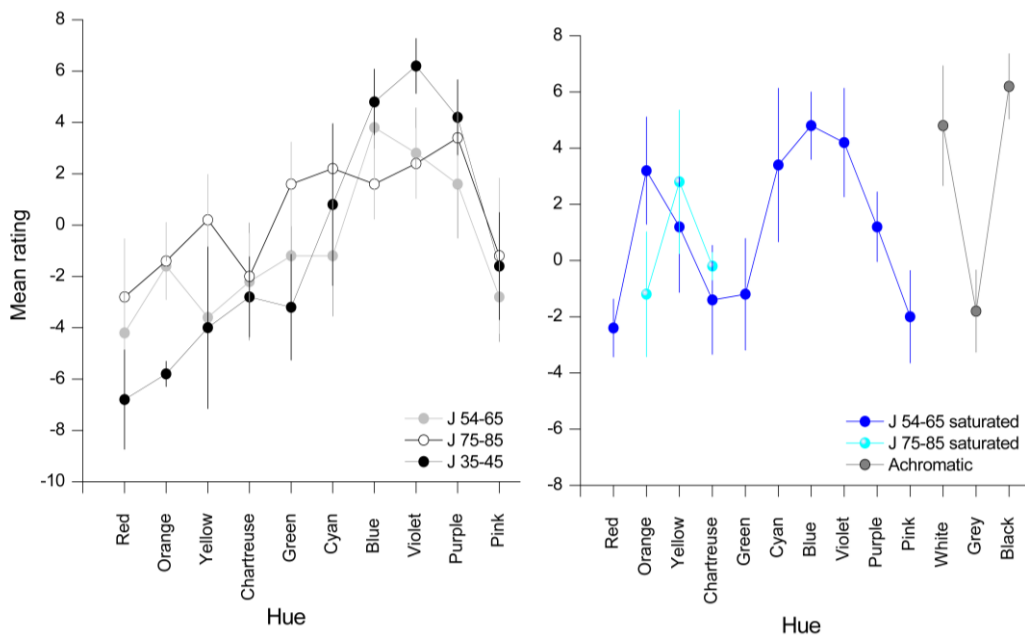 Mean rating
8
6
4
2
0
-2
-4
-6
-8
-10
J 54-65
J 75-85
J 35-45
Red
Orange
Yellow
Chartreuse
Green
Cyan
Blue
Violet
Purple
Pink
Hue
8
6
4
2
0
-2
-4
-6
-8
J 54-65 saturated
J 75-85 saturated
Achromatic
Red
Orange
Yellow
Chartreuse
Green
Cyan
Blue
Violet
Purple
Pink
White
Grey
Black
Hue